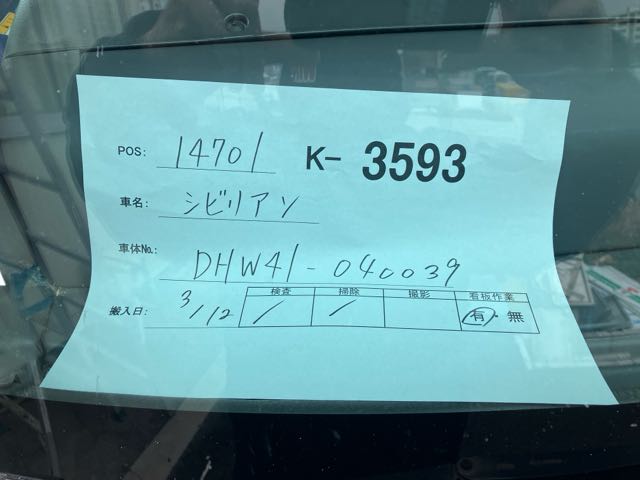 POS: 14701 K- 3593
車名: シビリアン
車体No.: DHW41-040039
搬入日: 3/12 検査 掃除 撮影 看板作業
/ / 有・無